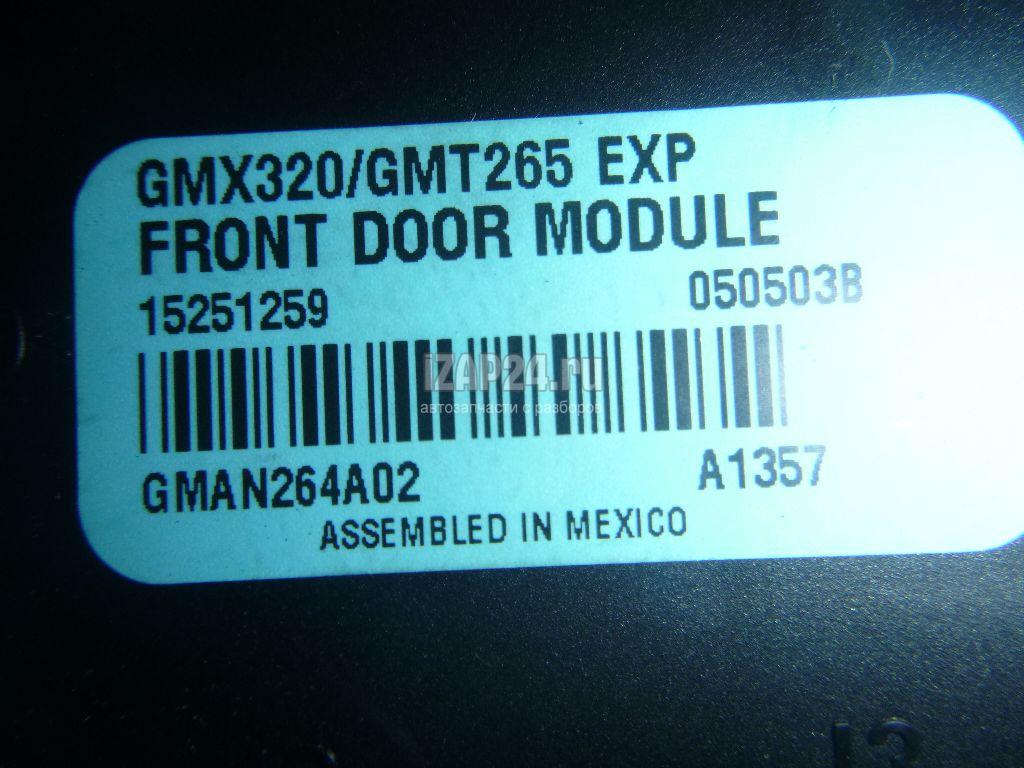 GMX320/GMT265 EXP
FRONT DOOR MODULE
15251259 050503B
iZAP24.ru
автозапчасти с разборов
GMAN264A02 A1357
ASSEMBLED IN MEXICO